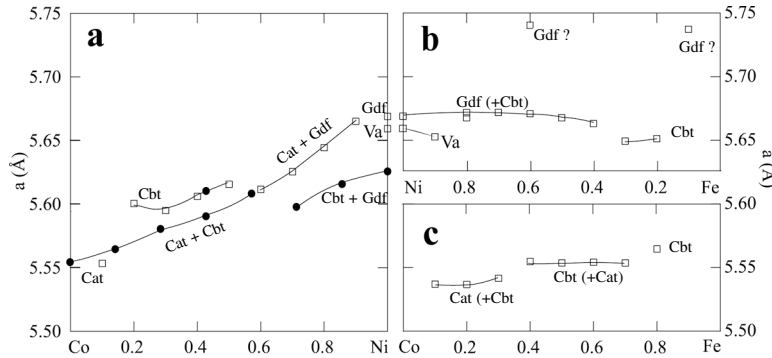 5.75
5.70
5.65
5.60
5.55
5.50
a (Å)
a
Gdf
Va
Cat + Gdf
Cbt
Cbt + Gdf
Cat + Cbt
Cat
Co
0.2
0.4
0.6
0.8
Ni
b
Gdf ?
Gdf ?
Gdf (+Cbt)
Va
Cbt
Ni
0.8
0.6
0.4
0.2
Fe
5.75
5.70
5.65
a (Å)
c
Cbt
Cbt (+Cat)
Cat (+Cbt
Co
0.2
0.4
0.6
0.8
Fe
5.60
5.55
5.50